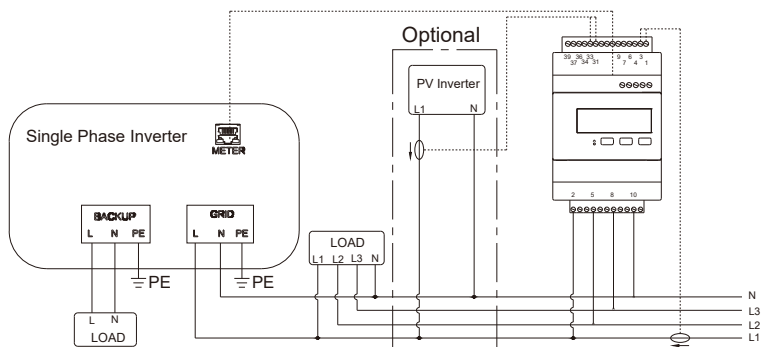 Optional
39 36 33 9 6 3
37 34 31 7 4 1
PV Inverter
L1 N
Single Phase Inverter
METER
BACKUP
L N PE
GRID
L N PE
2 5 8 10
LOAD
L1 L2 L3 N
PE
PE
L N
LOAD
N
L3
L2
L1